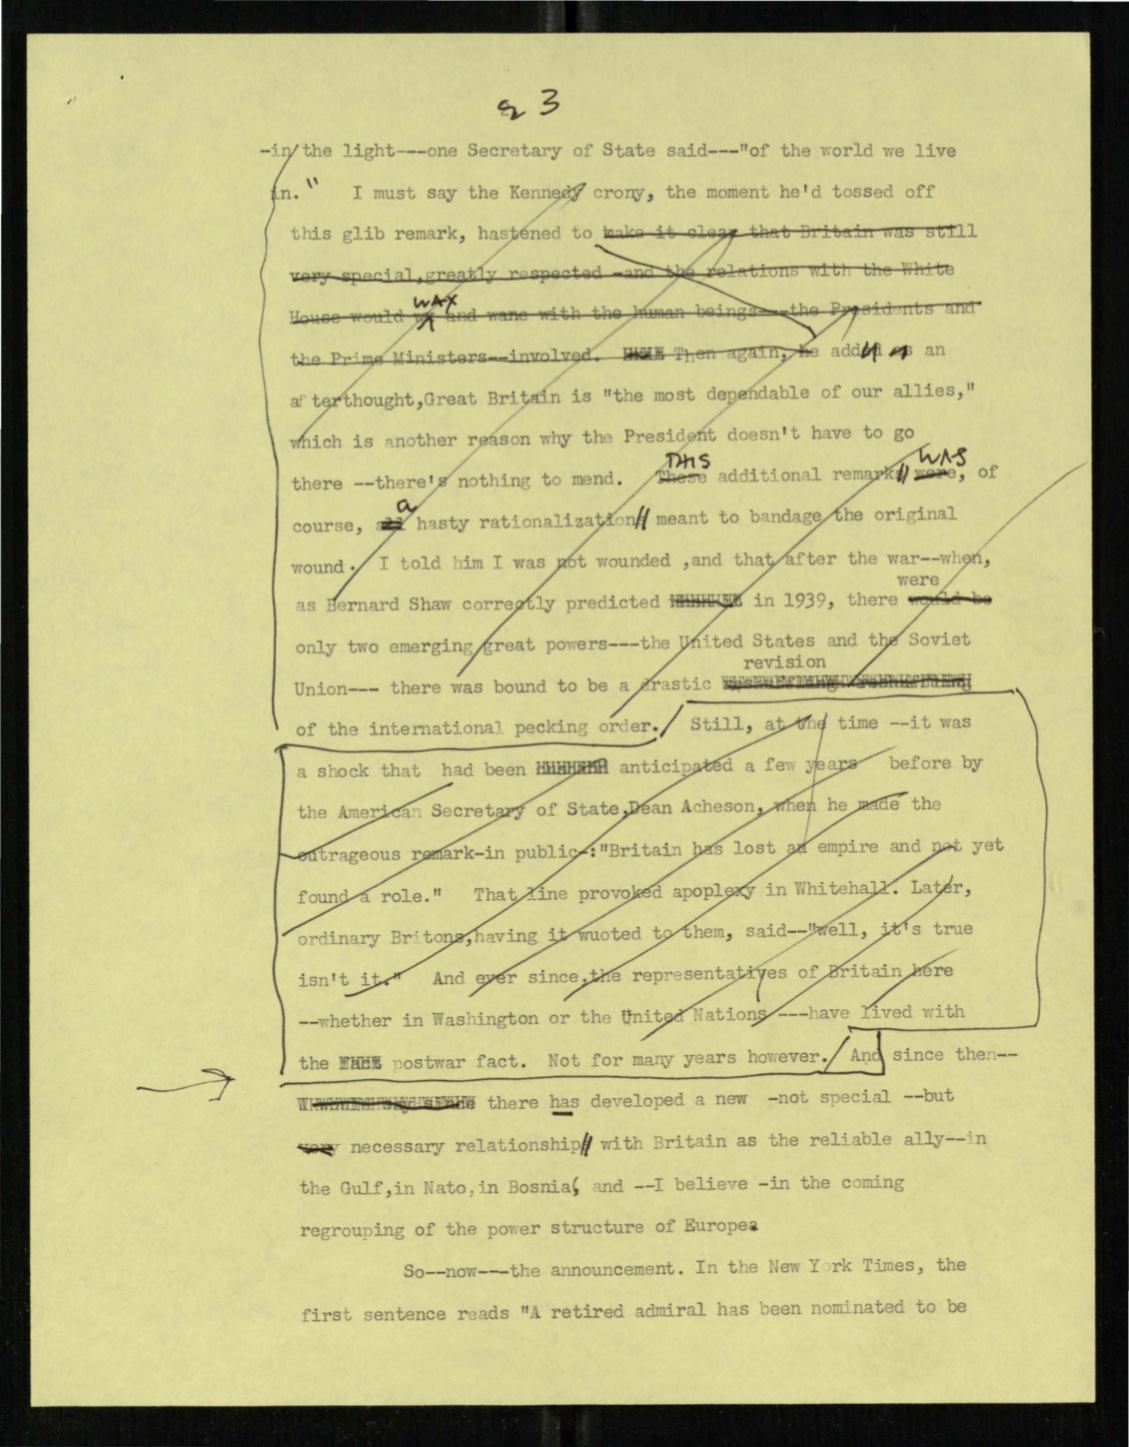 3
-in the light---one Secretary of State said---"of the world we live
in." I must say the Kennedy crony, the moment he'd tossed off
this glib remark, hastened to make it clear that Britain was still
very special,greatly respected -and the relations with the White
WAX
House would and wane with the human beings---the Presidents and
the Prime Ministers--involved. Then again, he added as an
af terthought,Great Britain is "the most dependable of our allies,"
which is another reason why the President doesn't have to go
THIS WAS
there --there's nothing to mend. These additional remark were, of
a
course, all hasty rationalization meant to bandage the original
wound. I told him I was not wounded ,and that after the war--when,
were
as Bernard Shaw correctly predicted in 1939, there would be
only two emerging great powers---the United States and the Soviet
revision
Union--- there was bound to be a drastic
of the international pecking order. Still, at the time --it was
a shock that had been anticipated a few years before by
the American Secretary of State,Dean Acheson, when he made the
outrageous remark-in public-:"Britain has lost an empire and not yet
found a role." That line provoked apoplexy in Whitehall. Later,
ordinary Britons,having it wuoted to them, said--"well, it's true
isn't it." And ever since,the representatives of Britain here
--whether in Washington or the United Nations ---have lived with
the postwar fact. Not for many years however. And since then--
there has developed a new -not special --but
very necessary relationship with Britain as the reliable ally--in
the Gulf,in Nato,in Bosnia, and --I believe -in the coming
regrouping of the power structure of Europe.
So--now---the announcement. In the New York Times, the
first sentence reads "A retired admiral has been nominated to be